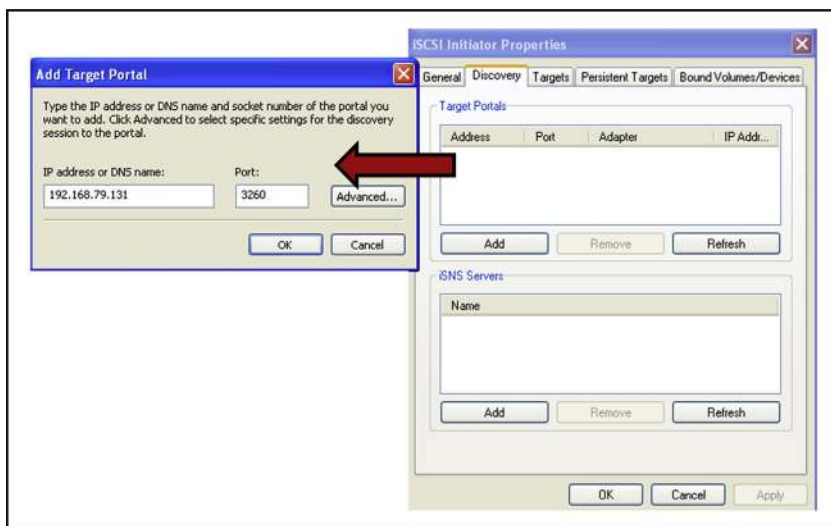 Add Target Portal
Type the IP address or DNS name and socket number of the portal you
want to add. Click Advanced to select specific settings for the discovery
session to the portal.
IP address or DNS name: Port:
192.168.79.131 3260 Advanced...
OK Cancel
iSCSI Initiator Properties
General Discovery Targets Persistent Targets Bound Volumes/Devices
Target Portals
Address Port Adapter IP Addr...
Add Remove Refresh
iSNS Servers
Name
Add Remove Refresh
OK Cancel Apply